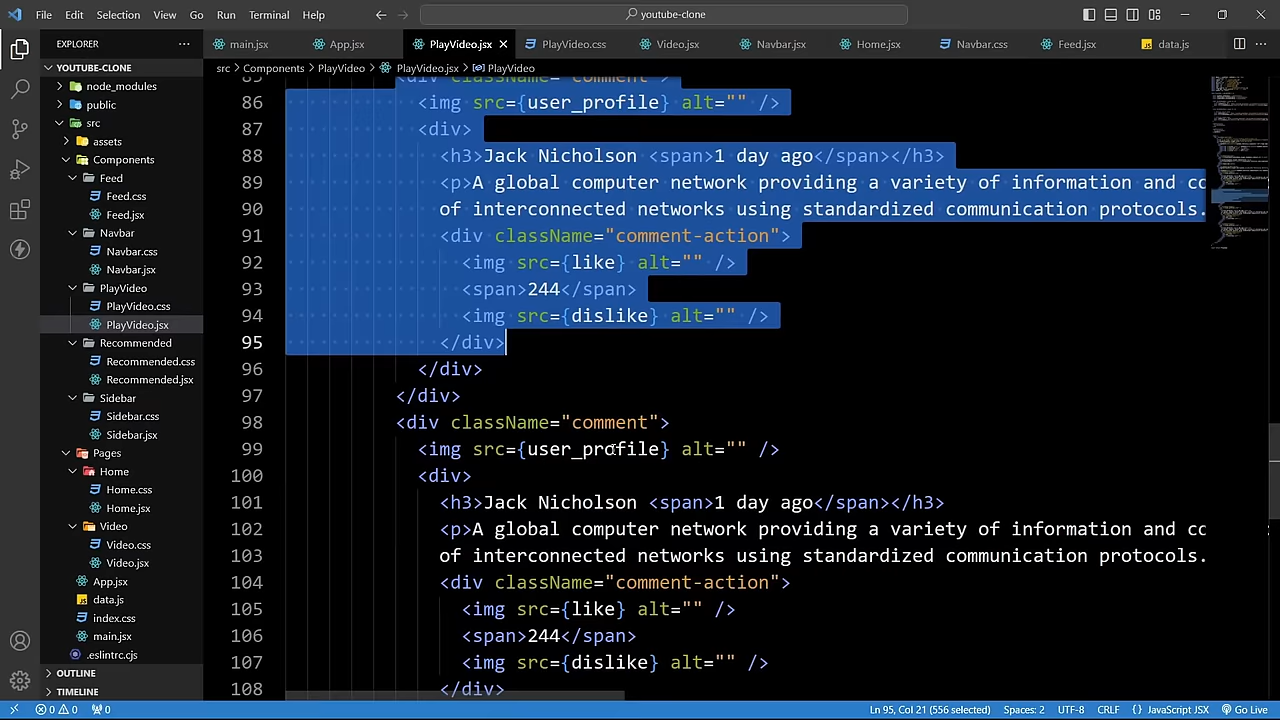 File Edit Selection View Go Run Terminal Help
youtube-clone
EXPLORER
main.jsx
App.jsx
PlayVideo.jsx
PlayVideo.css
Video.jsx
Navbar.jsx
Home.jsx
Navbar.css
Feed.jsx
data.js
YOUTUBE-CLONE
node_modules
public
src
assets
Components
Feed
Feed.css
Feed.jsx
Navbar
Navbar.css
Navbar.jsx
PlayVideo
PlayVideo.css
PlayVideo.jsx
Recommended
Recommended.css
Recommended.jsx
Sidebar
Sidebar.css
Sidebar.jsx
Pages
Home
Home.css
Home.jsx
Video
Video.css
Video.jsx
App.jsx
data.js
index.css
main.jsx
.eslintrc.cjs
OUTLINE
TIMELINE
src > Components > PlayVideo > PlayVideo.jsx > PlayVideo
85 <div className="comment">
86 <img src={user_profile} alt="" />
87 <div>
88 <h3>Jack Nicholson <span>1 day ago</span></h3>
89 <p>A global computer network providing a variety of information and co
90 of interconnected networks using standardized communication protocols.
91 <div className="comment-action">
92 <img src={like} alt="" />
93 <span>244</span>
94 <img src={dislike} alt="" />
95 </div>
96 </div>
97 </div>
98 <div className="comment">
99 <img src={user_profile} alt="" />
100 <div>
101 <h3>Jack Nicholson <span>1 day ago</span></h3>
102 <p>A global computer network providing a variety of information and cc
103 of interconnected networks using standardized communication protocols.
104 <div className="comment-action">
105 <img src={like} alt="" />
106 <span>244</span>
107 <img src={dislike} alt="" />
108 </div>
0 0 0 Ln 95, Col 21 (556 selected) Spaces: 2 UTF-8 CRLF {} JavaScript JSX Go Live